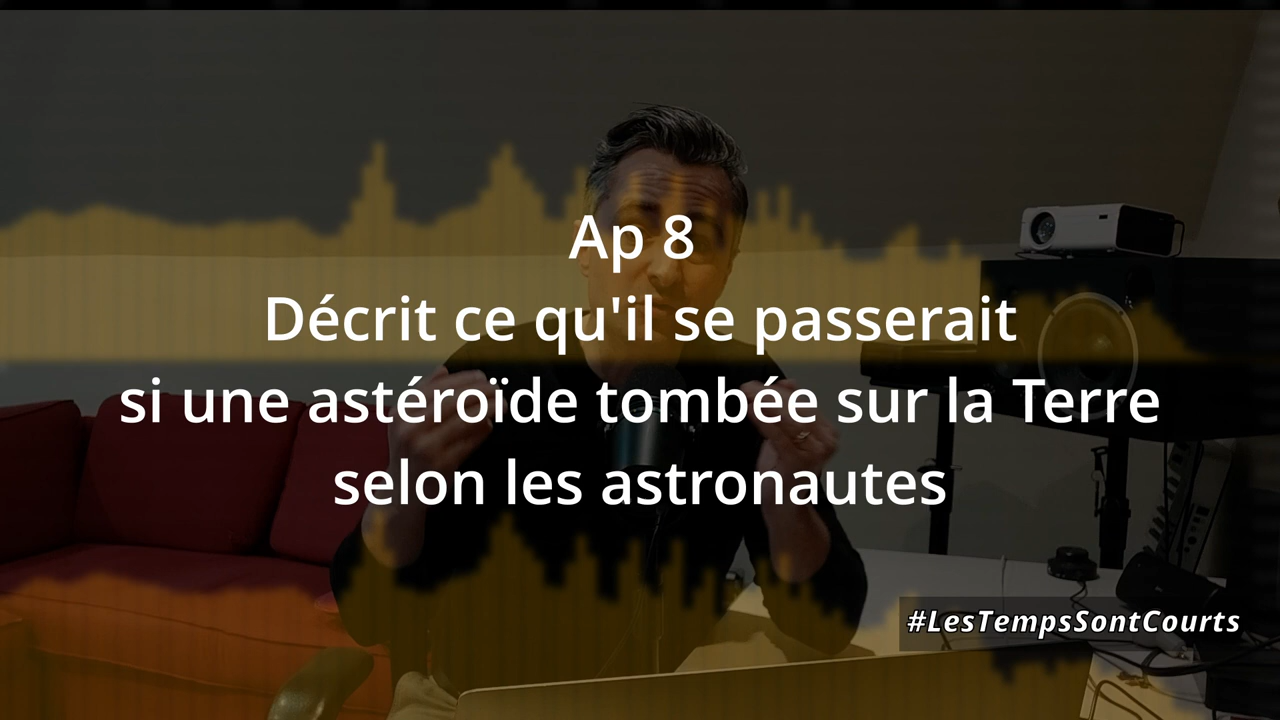 Ap 8
Décrit ce qu'il se passerait
si une astéroïde tombée sur la Terre
selon les astronautes
#LesTempsSontCourts